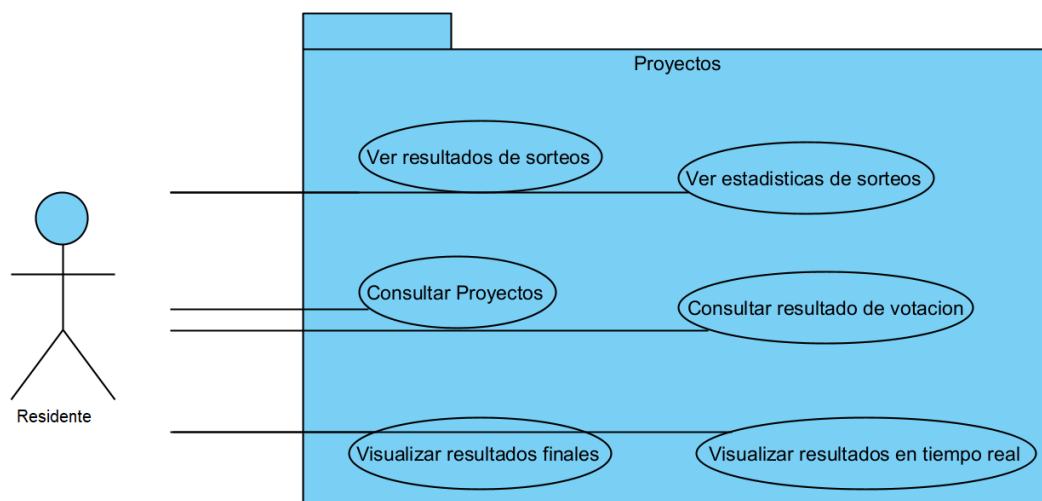 Proyectos
Ver resultados de sorteos
Ver estadisticas de sorteos
Consultar Proyectos
Consultar resultado de votacion
Residente
Visualizar resultados finales
Visualizar resultados en tiempo real